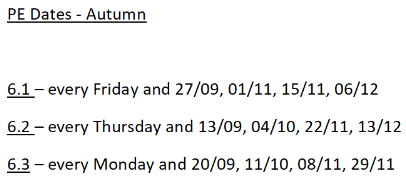 PE Dates - Autumn
6.1 – every Friday and 27/09, 01/11, 15/11, 06/12
6.2 – every Thursday and 13/09, 04/10, 22/11, 13/12
6.3 – every Monday and 20/09, 11/10, 08/11, 29/11